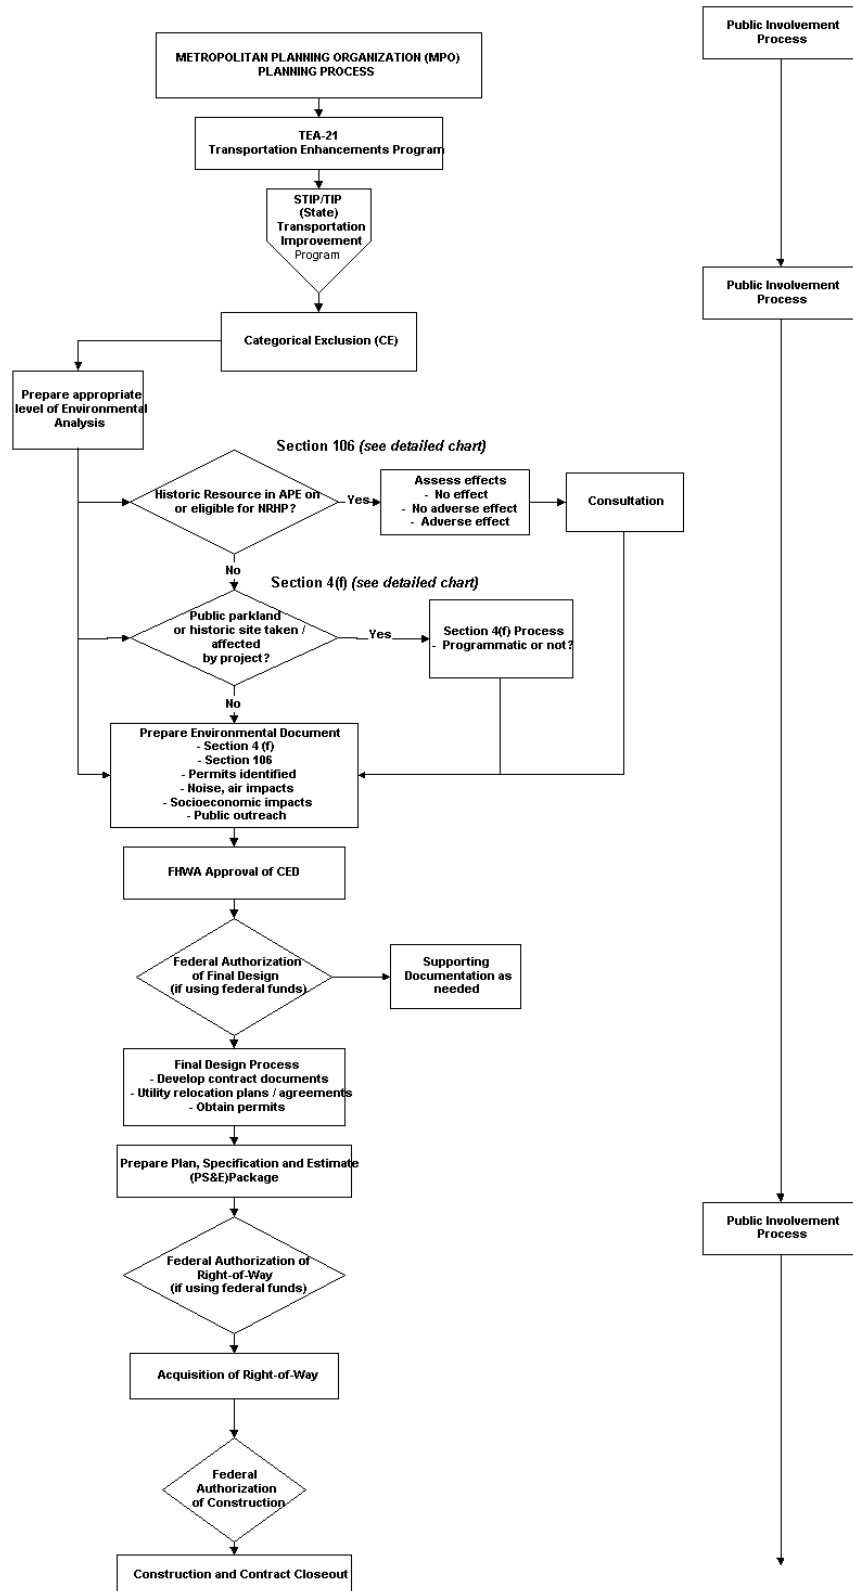 Public Involvement
Process
METROPOLITAN PLANNING ORGANIZATION (MPO)
PLANNING PROCESS
TEA-21
Transportation Enhancements Program
STIP/TIP
(State)
Transportation
Improvement
Program
Public Involvement
Process
Categorical Exclusion (CE)
Prepare appropriate
level of Environmental
Analysis
Section 106 (see detailed chart)
Historic Resource in APE on
or eligible for NRHP?
Yes
Assess effects
- No effect
- No adverse effect
- Adverse effect
Consultation
No
Section 4(f) (see detailed chart)
Public parkland
or historic site taken /
affected
by project?
Yes
Section 4(f) Process
- Programmatic or not?
No
Prepare Environmental Document
- Section 4 (f)
- Section 106
- Permits identified
- Noise, air impacts
- Socioeconomic impacts
- Public outreach
FHWA Approval of CED
Federal Authorization
of Final Design
(if using federal funds)
Supporting
Documentation as
needed
Final Design Process
- Develop contract documents
- Utility relocation plans / agreements
- Obtain permits
Prepare Plan, Specification and Estimate
(PS&E)Package
Public Involvement
Process
Federal Authorization of
Right-of-Way
(if using federal funds)
Acquisition of Right-of-Way
Federal
Authorization
of Construction
Construction and Contract Closeout